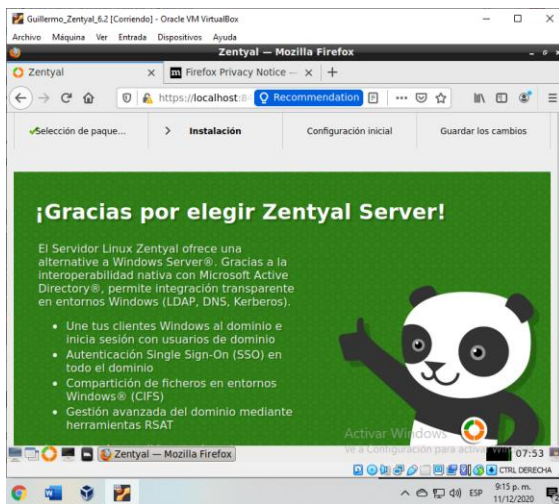 Guillermo_Zentyal_6.2 [Corriendo] - Oracle VM VirtualBox
Archivo Máquina Ver Entrada Dispositivos Ayuda
Zentyal — Mozilla Firefox
Zentyal
Firefox Privacy Notice —
https://localhost:84
Recommendation
Selección de paque...
Instalación
Configuración inicial
Guardar los cambios
¡Gracias por elegir Zentyal Server!
El Servidor Linux Zentyal ofrece una
alternative a Windows Server®. Gracias a la
interoperabilidad nativa con Microsoft Active
Directory®, permite integración transparente
en entornos Windows (LDAP, DNS, Kerberos).
Une tus clientes Windows al dominio e
inicia sesión con usuarios de dominio
Autenticación Single Sign-On (SSO) en
todo el dominio
Compartición de ficheros en entornos
Windows® (CIFS)
Gestión avanzada del dominio mediante
herramientas RSAT
Activar Windows
Ve a Configuración para activar
Zentyal — Mozilla Firefox
07:53
CTRL DERECHA
ESP
9:15 p. m.
11/12/2020